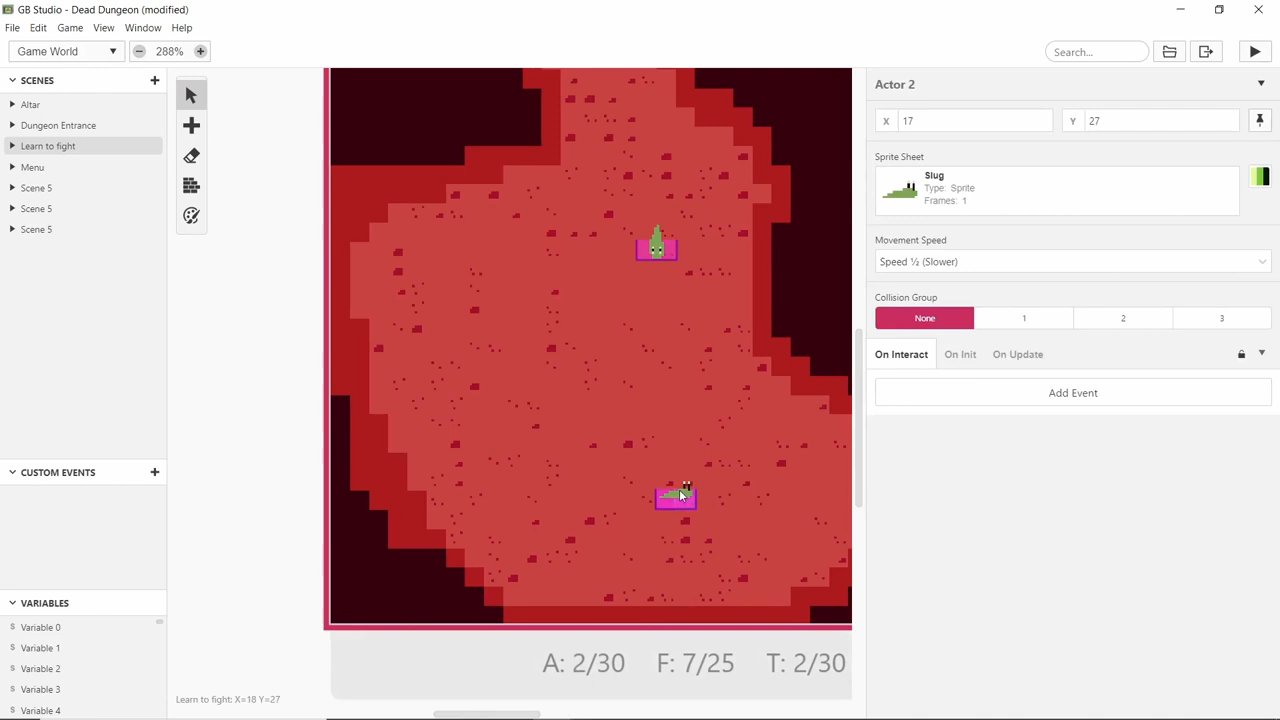 GB Studio - Dead Dungeon (modified)
File Edit Game View Window Help
Game World 288% Search...
SCENES
Altar
Dungeon Entrance
Learn to fight
Menu
Scene 5
Scene 5
Scene 5
CUSTOM EVENTS
VARIABLES
S Variable 0
S Variable 1
S Variable 2
S Variable 3
S Variable 4
A: 2/30 F: 7/25 T: 2/30
Learn to fight: X=18 Y=27
Actor 2
X 17 Y 27
Sprite Sheet
Slug
Type: Sprite
Frames: 1
Movement Speed
Speed ½ (Slower)
Collision Group
None 1 2 3
On Interact On Init On Update
Add Event